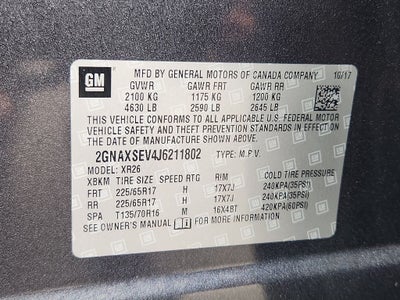 GM
MFD BY GENERAL MOTORS OF CANADA COMPANY 10/17
GVWR GAWR FRT GAWR RR
2100 KG 1175 KG 1200 KG
4630 LB 2590 LB 2645 LB
THIS VEHICLE CONFORMS TO ALL APPLICABLE U.S. FEDERAL MOTOR
VEHICLE SAFETY, BUMPER, AND THEFT PREVENTION STANDARDS IN EFFECT ON
THE DATE OF MANUFACTURE SHOWN ABOVE.
2GNAXSEV4J6211802 TYPE: M.P.V.
MODEL: XR26
XBKM TIRE SIZE SPEED RTG RIM COLD TIRE PRESSURE
FRT 225/65R17 H 17X7J 240KPA(35PSI)
RR 225/65R17 H 17X7J 240KPA(35PSI)
SPA T135/70R16 M 16X4BT 420KPA(60PSI)
SEE OWNER'S MANUAL FOR MORE INFORMATION.